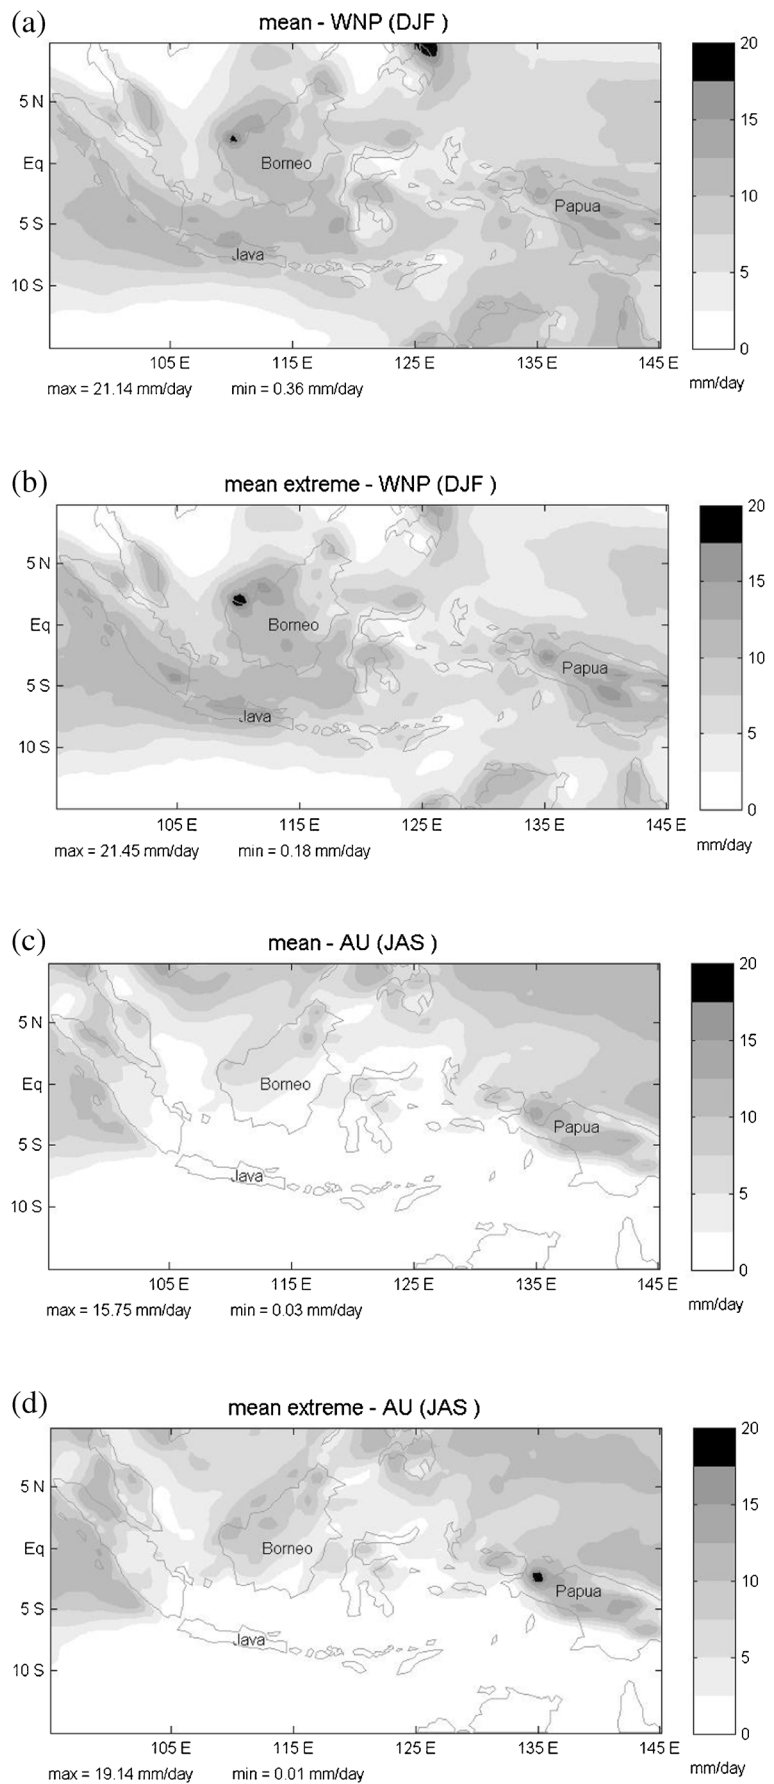 (a)
mean - WNP (DJF )
5 N
Eq
5 S
10 S
Borneo
Papua
Java
105 E 115 E 125 E 135 E 145 E
max = 21.14 mm/day min = 0.36 mm/day
20
15
10
5
0
mm/day
(b)
mean extreme - WNP (DJF )
5 N
Eq
5 S
10 S
Borneo
Papua
Java
105 E 115 E 125 E 135 E 145 E
max = 21.45 mm/day min = 0.18 mm/day
20
15
10
5
0
mm/day
(c)
mean - AU (JAS )
5 N
Eq
5 S
10 S
Borneo
Papua
Java
105 E 115 E 125 E 135 E 145 E
max = 15.75 mm/day min = 0.03 mm/day
20
15
10
5
0
mm/day
(d)
mean extreme - AU (JAS )
5 N
Eq
5 S
10 S
Borneo
Papua
Java
105 E 115 E 125 E 135 E 145 E
max = 19.14 mm/day min = 0.01 mm/day
20
15
10
5
0
mm/day